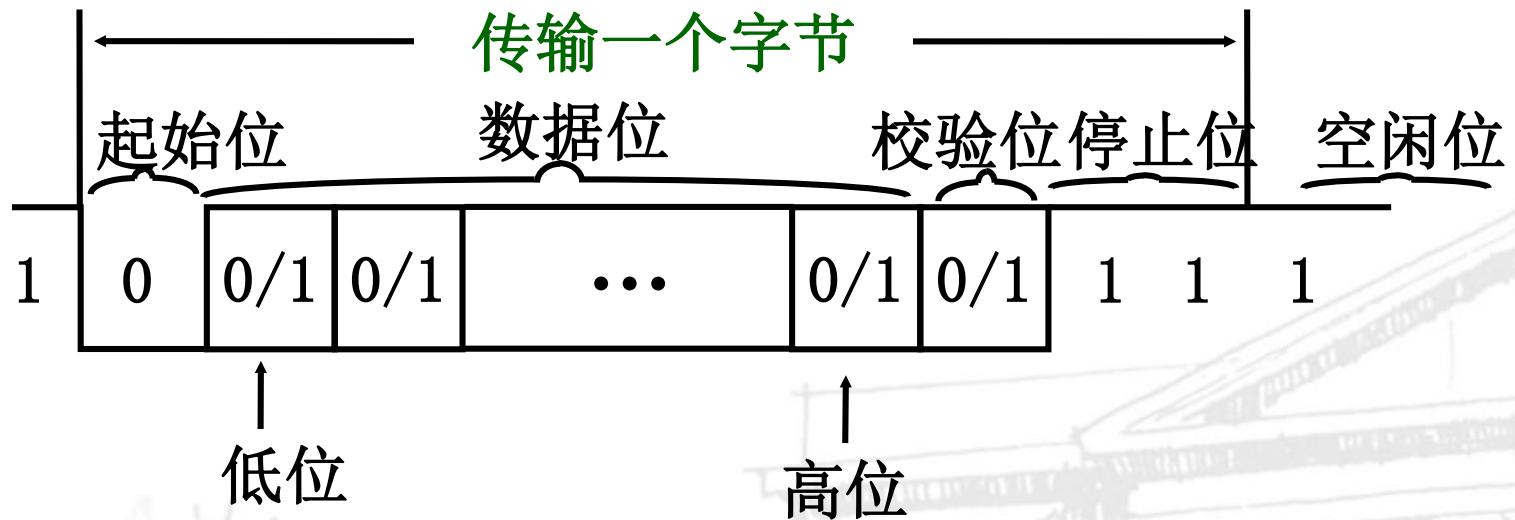 传输一个字节
起始位 数据位 校验位 停止位 空闲位
1 0 0/1 0/1 ··· 0/1 0/1 1 1 1
低位 高位